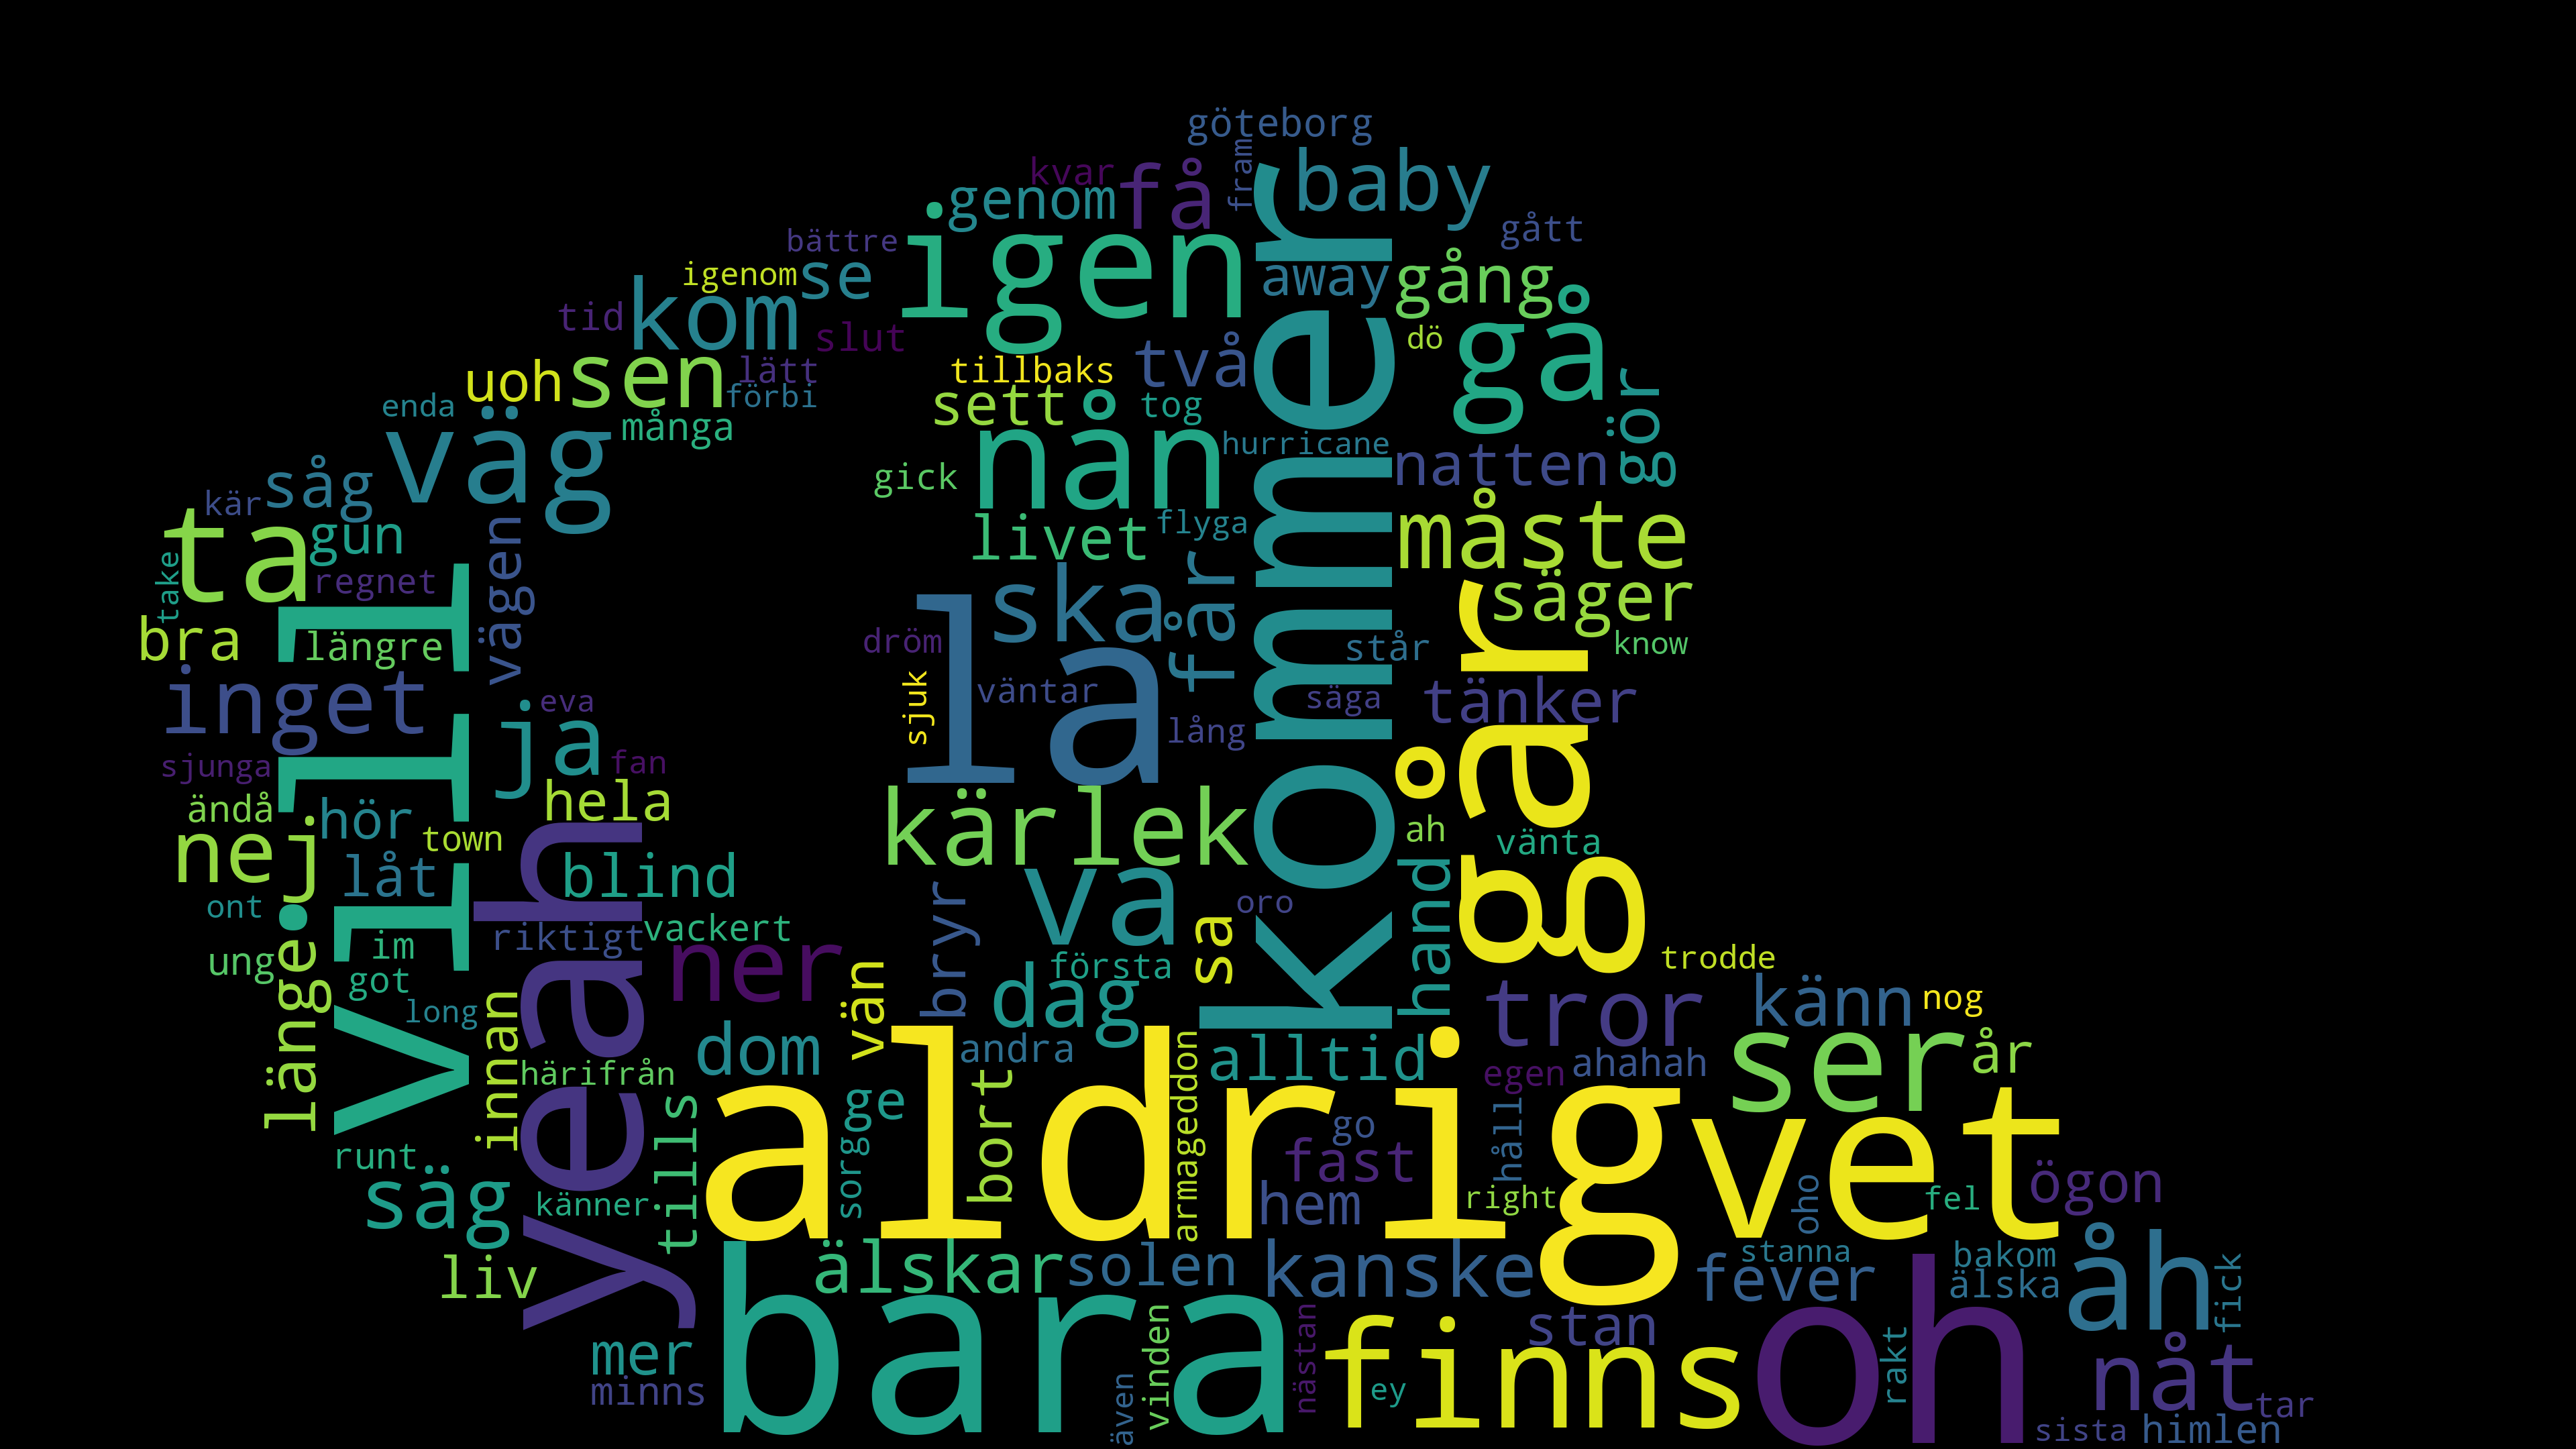 göteborg
kvar
fram
genom
få
baby
bättre
igen
gått
igenom
se
away
gång
tid
kom
slut
tillbaks
två
dö
gå
uoh
sen
lätt
förbi
enda
sett
tog
gör
många
väg
nån
hurricane
natten
såg
kär
gick
ta
gun
vägen
livet
flyga
måste
take
regnet
ska
får
säger
bra
längre
dröm
la
står
know
inget
eva
sjuk
väntar
säga
tänker
ja
lång
kommer
sjunga
vill
fan
går
ändå
hela
hör
town
kärlek
ah
vänta
nej
låt
blind
va
hand
ont
yeah
riktigt
vackert
bryr
sa
oro
ung
im
ner
vän
första
trodde
länge
got
dag
tror
känn
nog
long
innan
dom
andra
alltid
ser
år
härifrån
armageddon
egen
ahahah
aldrig
vet
runt
tills
ge
bort
go
håll
säg
sorg
fast
ögon
känner
hem
right
oho
fel
liv
älskar
solen
kanske
stanna
fever
bakom
älska
åh
fick
mer
bara
vinden
nästan
finns
stan
oh
rakt
nåt
minns
även
ey
tar
sista
himlen